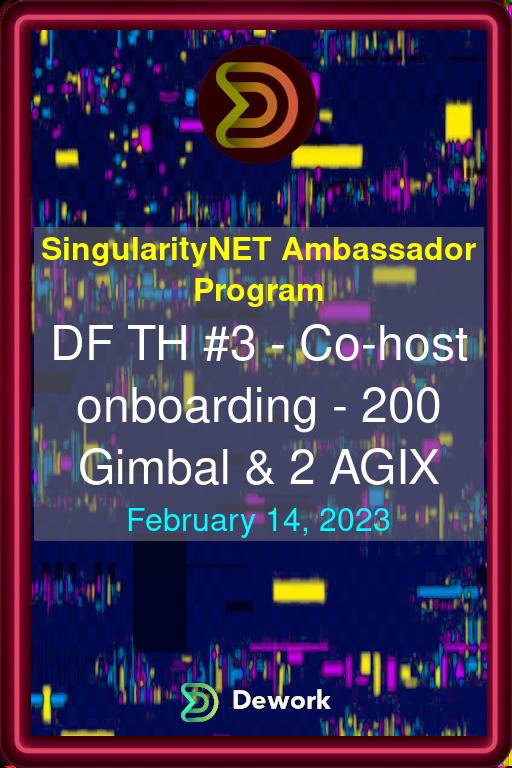 SingularityNET Ambassador
Program
DF TH #3 - Co-host
onboarding - 200
Gimbal & 2 AGIX
February 14, 2023
Dework